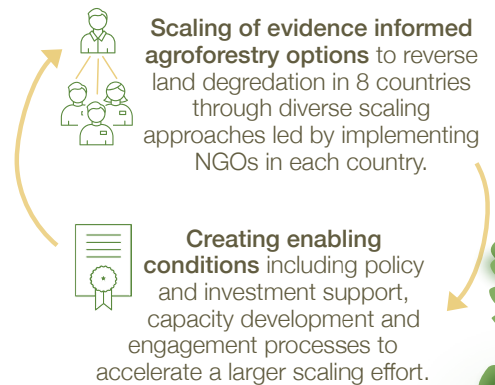 Scaling of evidence informed
agroforestry options to reverse
land degredation in 8 countries
through diverse scaling
approaches led by implementing
NGOs in each country.
Creating enabling
conditions including policy
and investment support,
capacity development and
engagement processes to
accelerate a larger scaling effort.